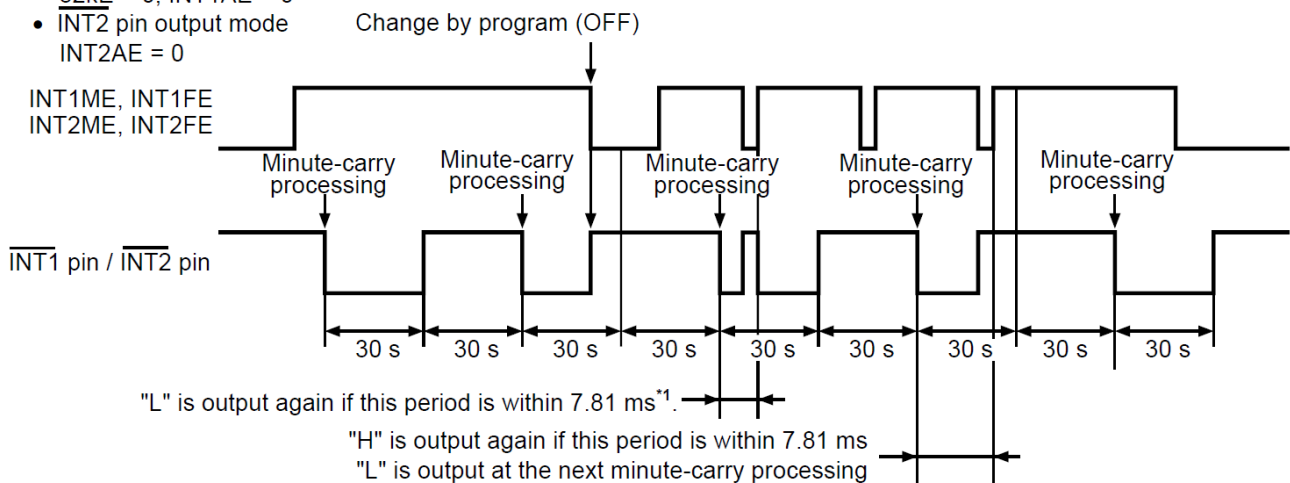 • INT2 pin output mode
INT2AE = 0
Change by program (OFF)
INT1ME, INT1FE
INT2ME, INT2FE
Minute-carry processing
Minute-carry processing
Minute-carry processing
Minute-carry processing
Minute-carry processing
INT1 pin / INT2 pin
30 s 30 s 30 s 30 s 30 s 30 s 30 s 30 s 30 s
"L" is output again if this period is within 7.81 ms*1.
"H" is output again if this period is within 7.81 ms
"L" is output at the next minute-carry processing